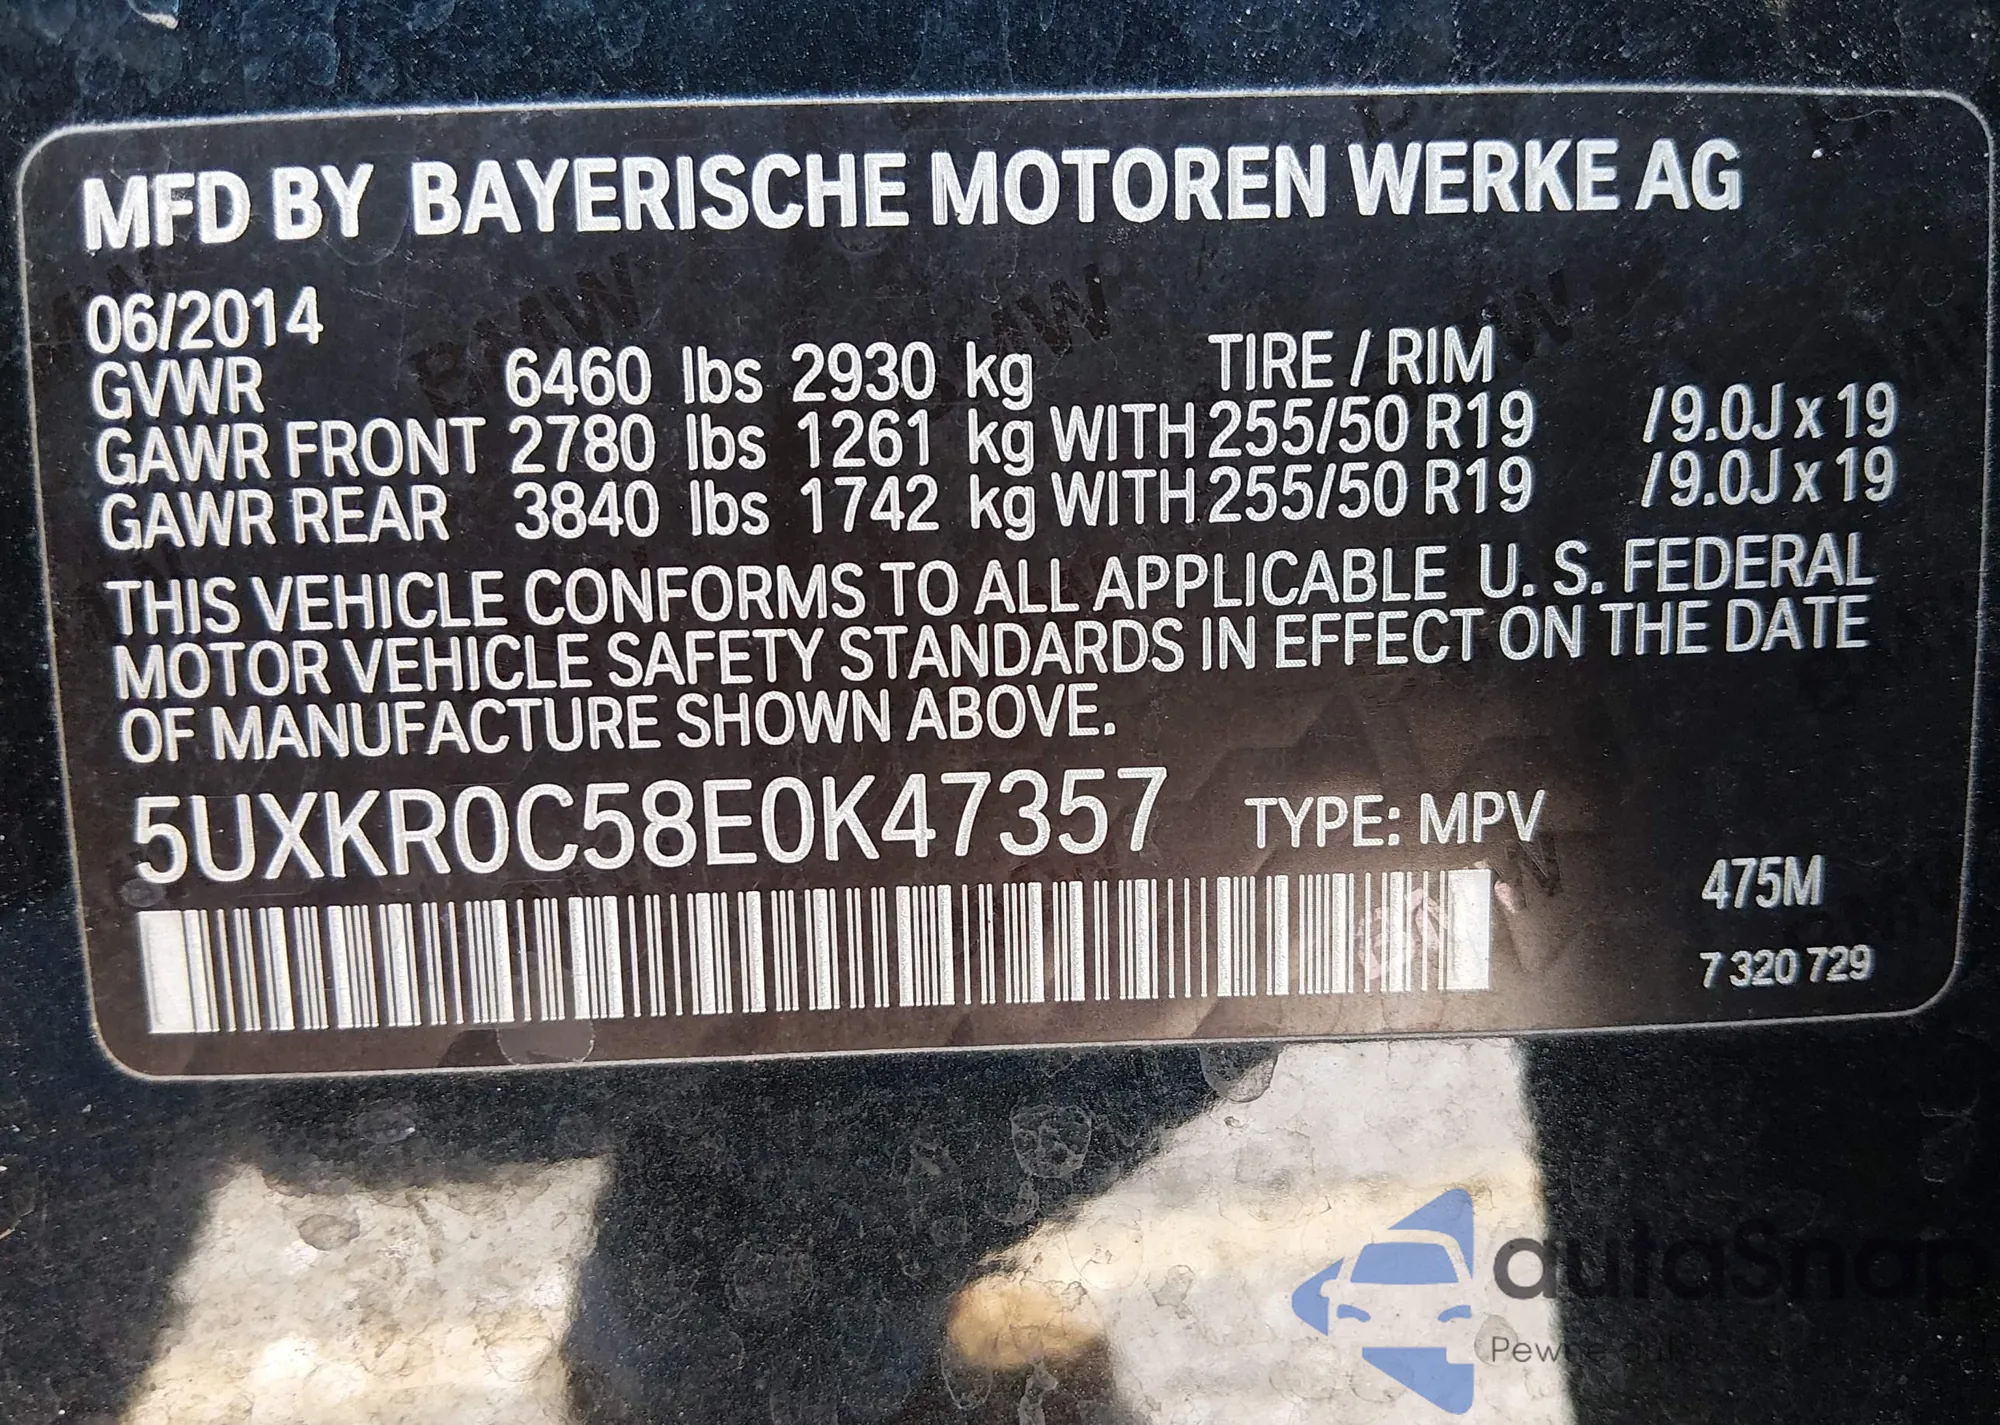 MFD BY BAYERISCHE MOTOREN WERKE AG
06/2014
GVWR 6460 lbs 2930 kg TIRE / RIM
GAWR FRONT 2780 lbs 1261 kg WITH 255/50 R19 /9.0J x 19
GAWR REAR 3840 lbs 1742 kg WITH 255/50 R19 /9.0J x 19
THIS VEHICLE CONFORMS TO ALL APPLICABLE U. S. FEDERAL
MOTOR VEHICLE SAFETY STANDARDS IN EFFECT ON THE DATE
OF MANUFACTURE SHOWN ABOVE.
5UXKR0C58E0K47357 TYPE: MPV
475M
7 320 729
autaSnap
Pewne auta